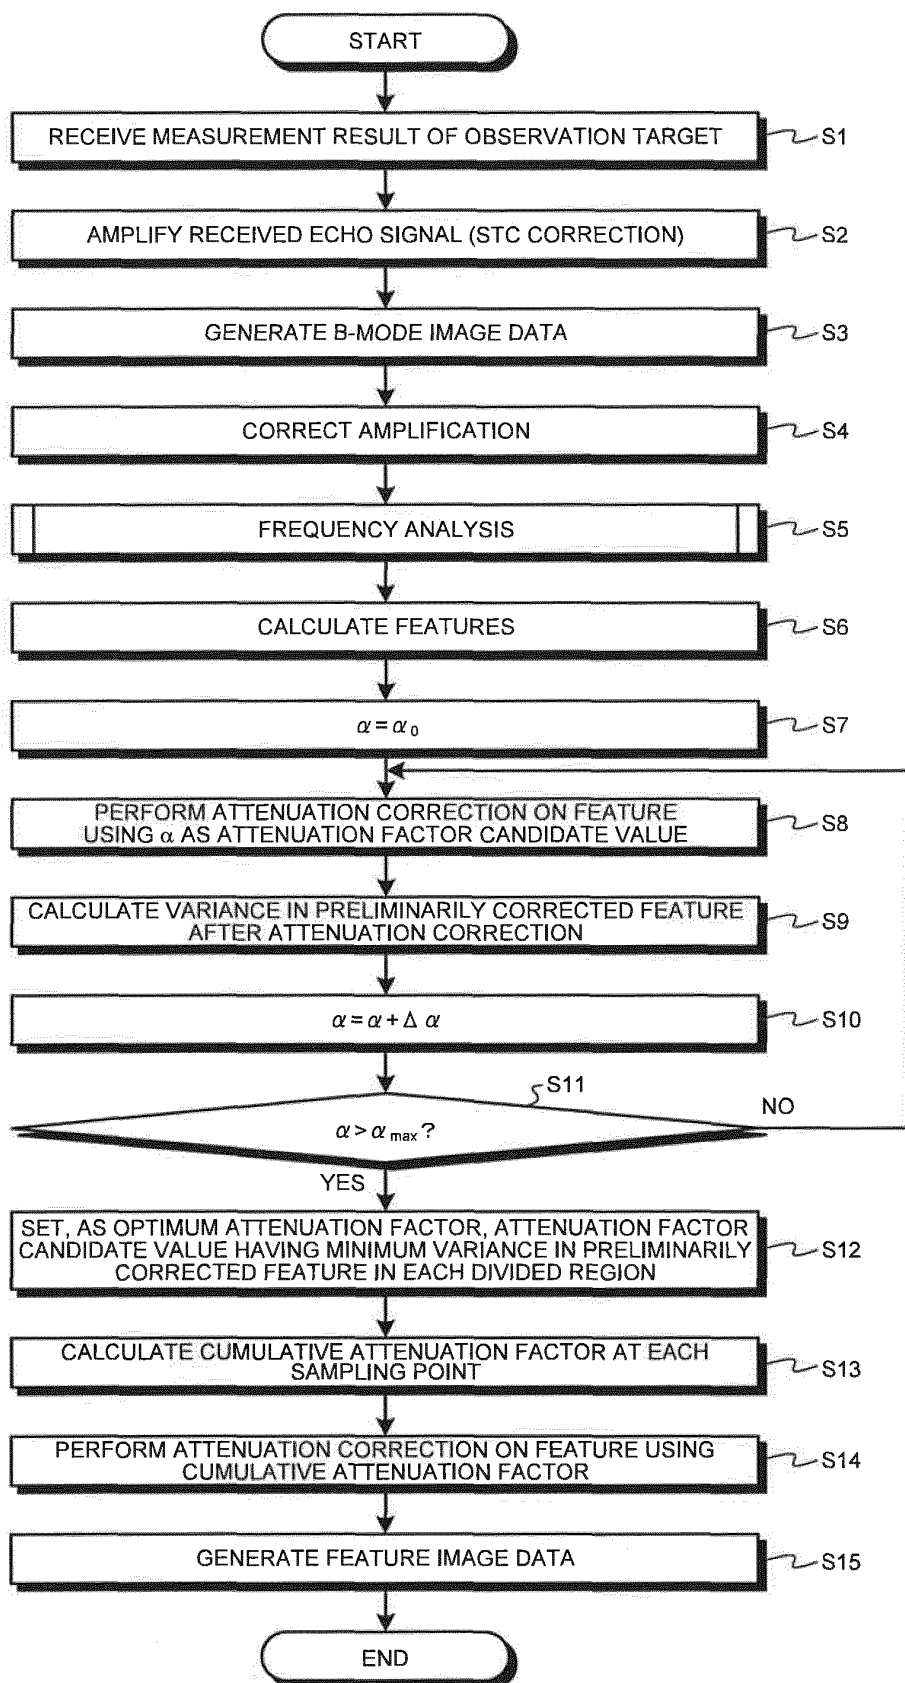 START
RECEIVE MEASUREMENT RESULT OF OBSERVATION TARGET
S1
AMPLIFY RECEIVED ECHO SIGNAL (STC CORRECTION)
S2
GENERATE B-MODE IMAGE DATA
S3
CORRECT AMPLIFICATION
S4
FREQUENCY ANALYSIS
S5
CALCULATE FEATURES
S6
α = α0
S7
PERFORM ATTENUATION CORRECTION ON FEATURE
USING α AS ATTENUATION FACTOR CANDIDATE VALUE
S8
CALCULATE VARIANCE IN PRELIMINARILY CORRECTED FEATURE
AFTER ATTENUATION CORRECTION
S9
α = α + Δ α
S10
S11
α > αmax ?
NO
YES
SET, AS OPTIMUM ATTENUATION FACTOR, ATTENUATION FACTOR
CANDIDATE VALUE HAVING MINIMUM VARIANCE IN PRELIMINARILY
CORRECTED FEATURE IN EACH DIVIDED REGION
S12
CALCULATE CUMULATIVE ATTENUATION FACTOR AT EACH
SAMPLING POINT
S13
PERFORM ATTENUATION CORRECTION ON FEATURE USING
CUMULATIVE ATTENUATION FACTOR
S14
GENERATE FEATURE IMAGE DATA
S15
END